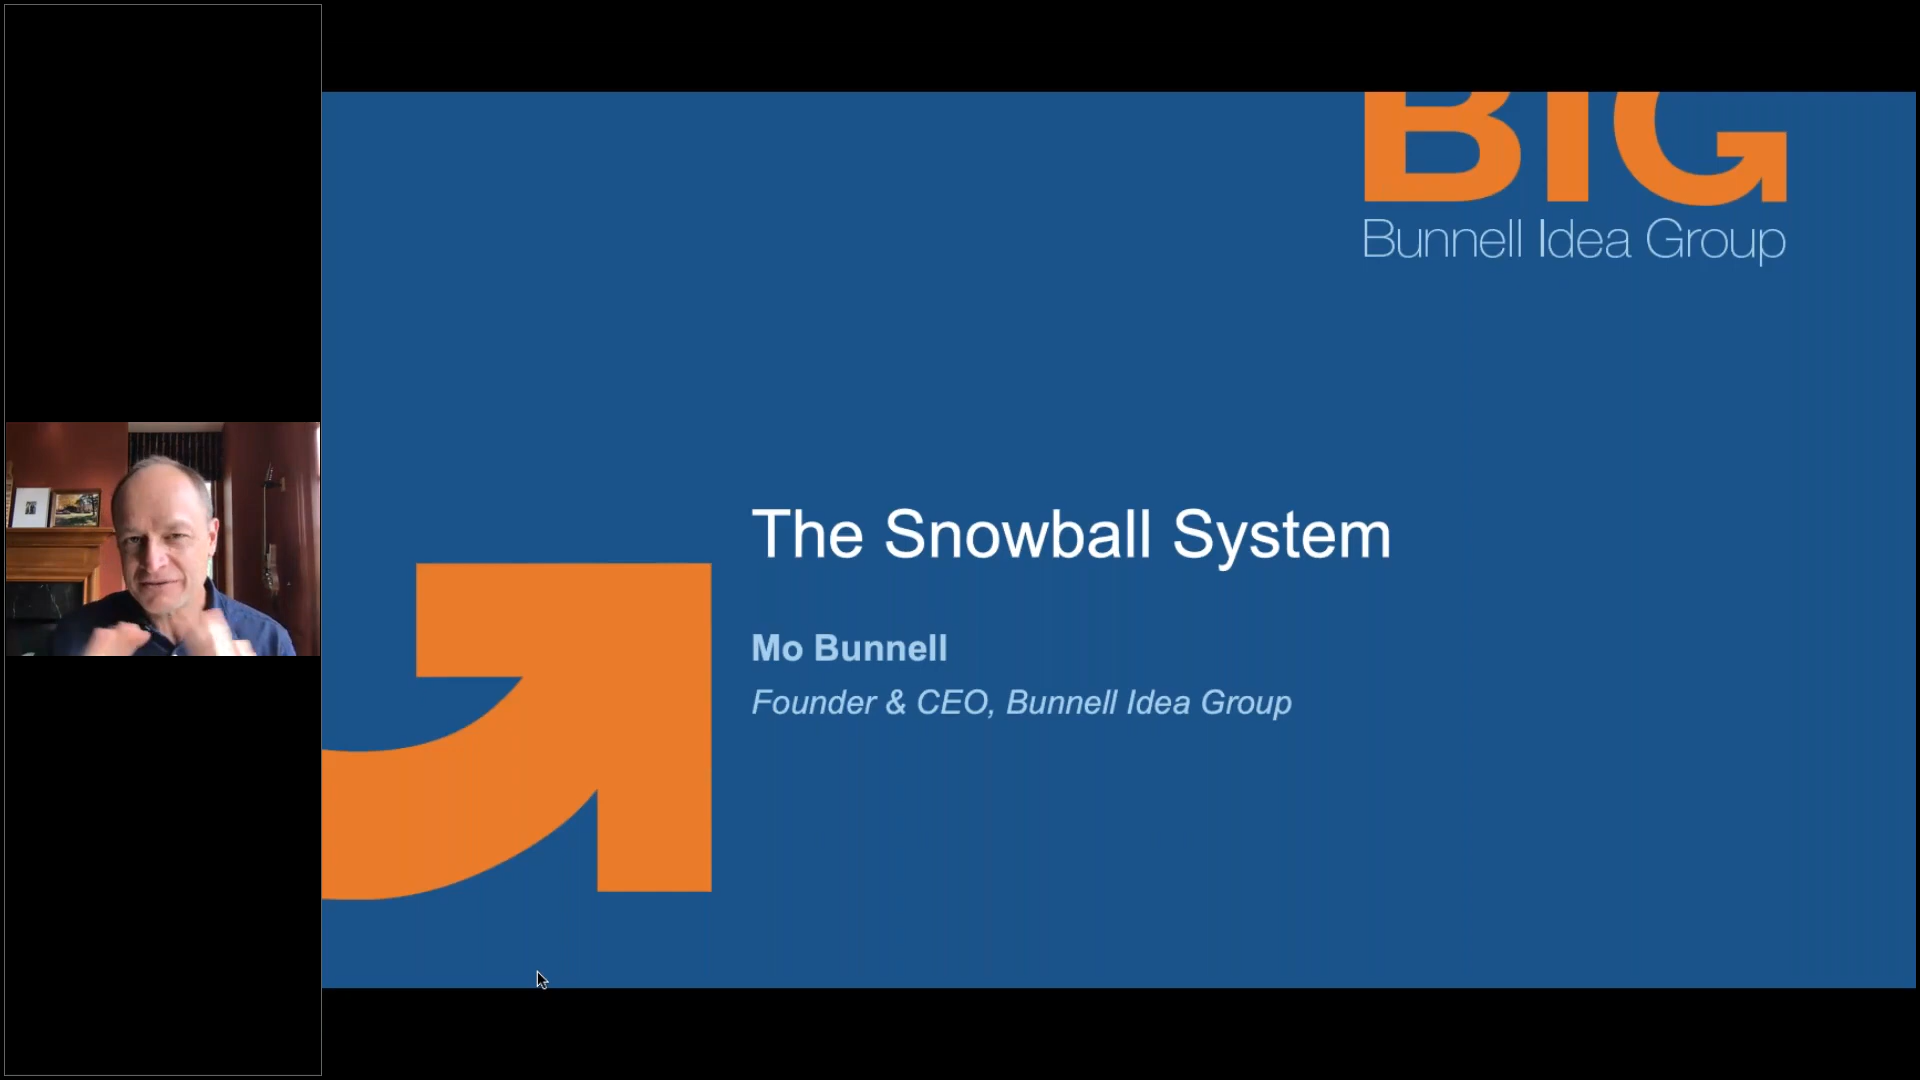 BIG
Bunnell Idea Group
The Snowball System
Mo Bunnell
Founder & CEO, Bunnell Idea Group